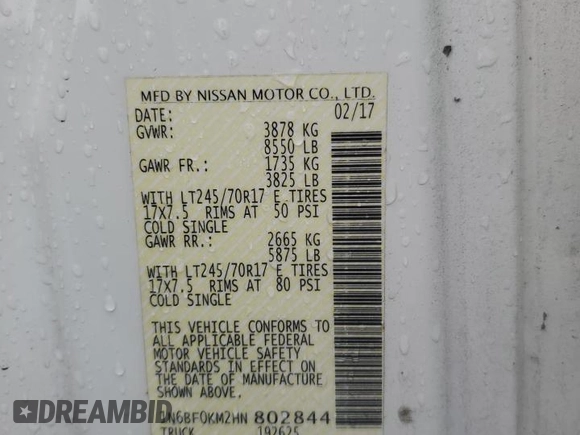 MFD BY NISSAN MOTOR CO., LTD.
DATE: 02/17
GVWR: 3878 KG
8550 LB
GAWR FR.: 1735 KG
3825 LB
WITH LT245/70R17 E TIRES
17X7.5 RIMS AT 50 PSI
COLD SINGLE
GAWR RR.: 2665 KG
5875 LB
WITH LT245/70R17 E TIRES
17X7.5 RIMS AT 80 PSI
COLD SINGLE
THIS VEHICLE CONFORMS TO
ALL APPLICABLE FEDERAL
MOTOR VEHICLE SAFETY
STANDARDS IN EFFECT ON
THE DATE OF MANUFACTURE
SHOWN ABOVE.
N6BF0KM2HN 802844
TRUCK 192625
DREAMBID